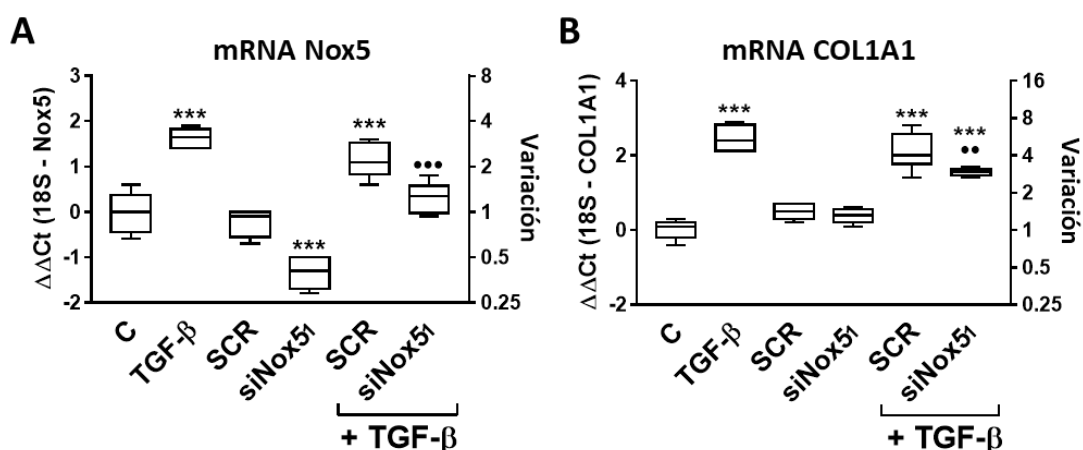 A
mRNA Nox5
ΔΔCt (18S - Nox5)
3
2
1
0
-1
-2
***
***
***
•••
8
4
2
1
0.5
0.25
Variación
C
TGF-β
SCR
siNox5₁
SCR
siNox5₁
+ TGF-β
B
mRNA COL1A1
ΔΔCt (18S - COL1A1)
4
2
0
-2
***
***
***
••
16
8
4
2
1
0.5
0.25
Variación
C
TGF-β
SCR
siNox5₁
SCR
siNox5₁
+ TGF-β